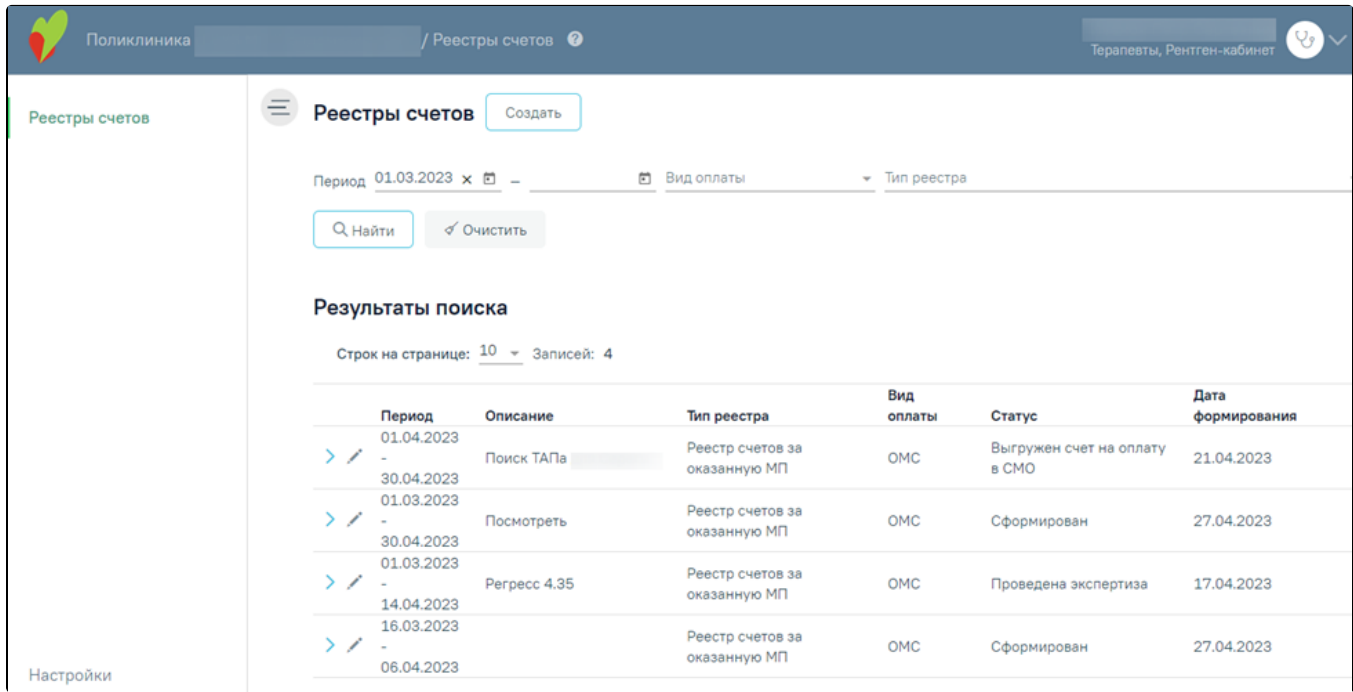 Поликлиника / Реестры счетов ?
Терапевты, Рентген-кабинет
Реестры счетов
Реестры счетов Создать
Период 01.03.2023 × – Вид оплаты Тип реестра
Найти Очистить
Результаты поиска
Строк на странице: 10 Записей: 4
Вид Дата
Период Описание Тип реестра оплаты Статус формирования
01.04.2023
- Поиск ТАПа Реестр счетов за оказанную МП ОМС Выгружен счет на оплату в СМО 21.04.2023
30.04.2023
01.03.2023
- Посмотреть Реестр счетов за оказанную МП ОМС Сформирован 27.04.2023
30.04.2023
01.03.2023
- Регресс 4.35 Реестр счетов за оказанную МП ОМС Проведена экспертиза 17.04.2023
14.04.2023
16.03.2023
- Реестр счетов за оказанную МП ОМС Сформирован 27.04.2023
06.04.2023
Настройки